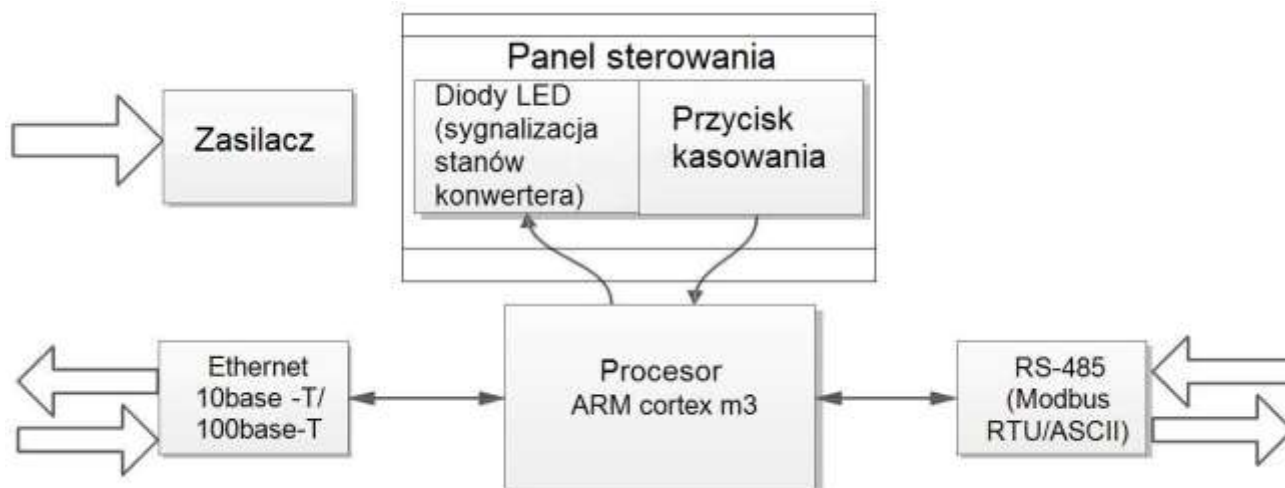 Panel sterowania
Zasilacz
Diody LED
(sygnalizacja
stanów
konwertera)
Przycisk
kasowania
Ethernet
10base -T/
100base-T
Procesor
ARM cortex m3
RS-485
(Modbus
RTU/ASCII)